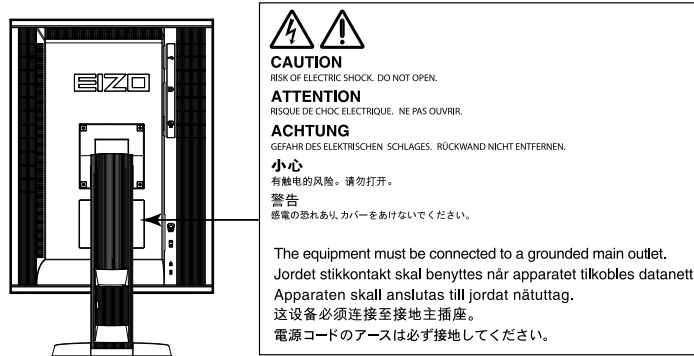 EIZO
CAUTION
RISK OF ELECTRIC SHOCK. DO NOT OPEN.
ATTENTION
RISQUE DE CHOC ELECTRIQUE. NE PAS OUVRIR.
ACHTUNG
GEFAHR DES ELEKTRISCHEN SCHLAGES. RÜCKWAND NICHT ENTFERNEN.
小心
有触电的风险。请勿打开。
警告
感電の恐れあり、カバーをあけないでください。
The equipment must be connected to a grounded main outlet.
Jordet stikkontakt skal benyttes når apparatet tilkobles datanett
Apparaten skall anslutas till jordat nätuttag.
这设备必须连接至接地主插座。
電源コードのアースは必ず接地してください。